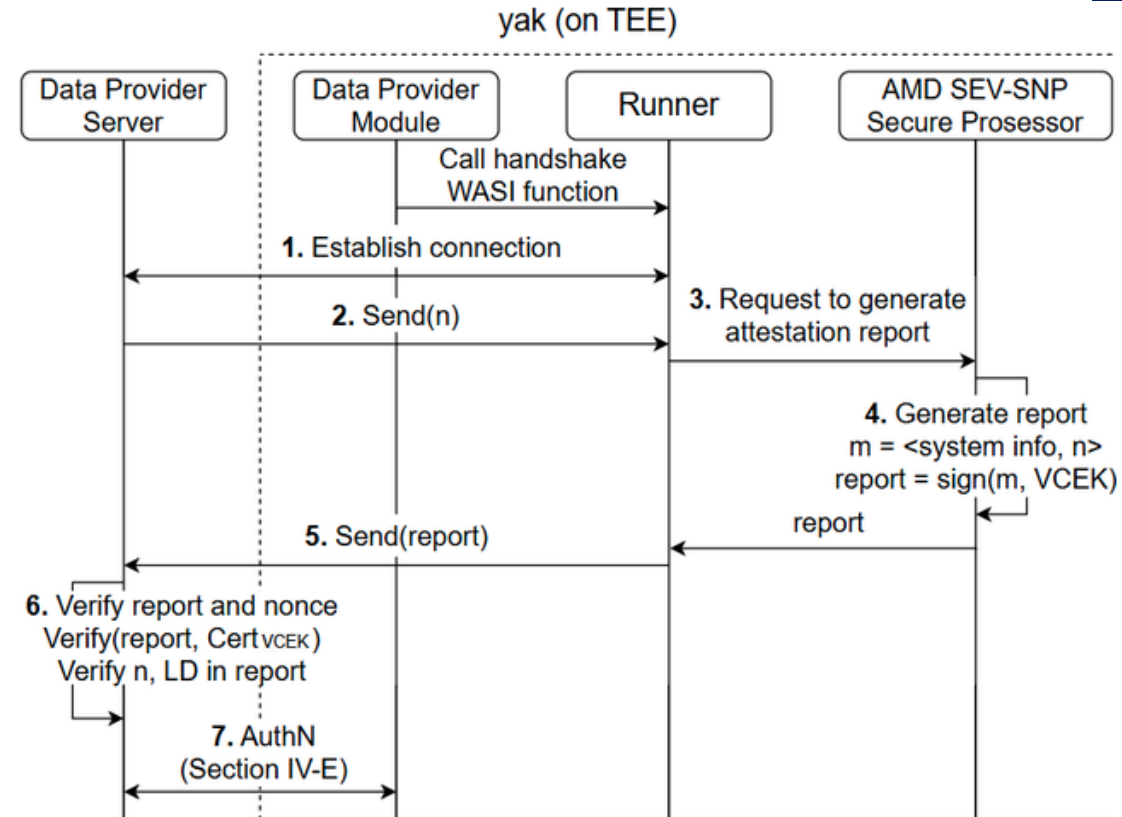 yak (on TEE)
Data Provider
Server
Data Provider
Module
Runner
AMD SEV-SNP
Secure Prosessor
Call handshake
WASI function
1. Establish connection
2. Send(n)
3. Request to generate
attestation report
4. Generate report
m = <system info, n>
report = sign(m, VCEK)
report
5. Send(report)
6. Verify report and nonce
Verify(report, CertVCEK)
Verify n, LD in report
7. AuthN
(Section IV-E)